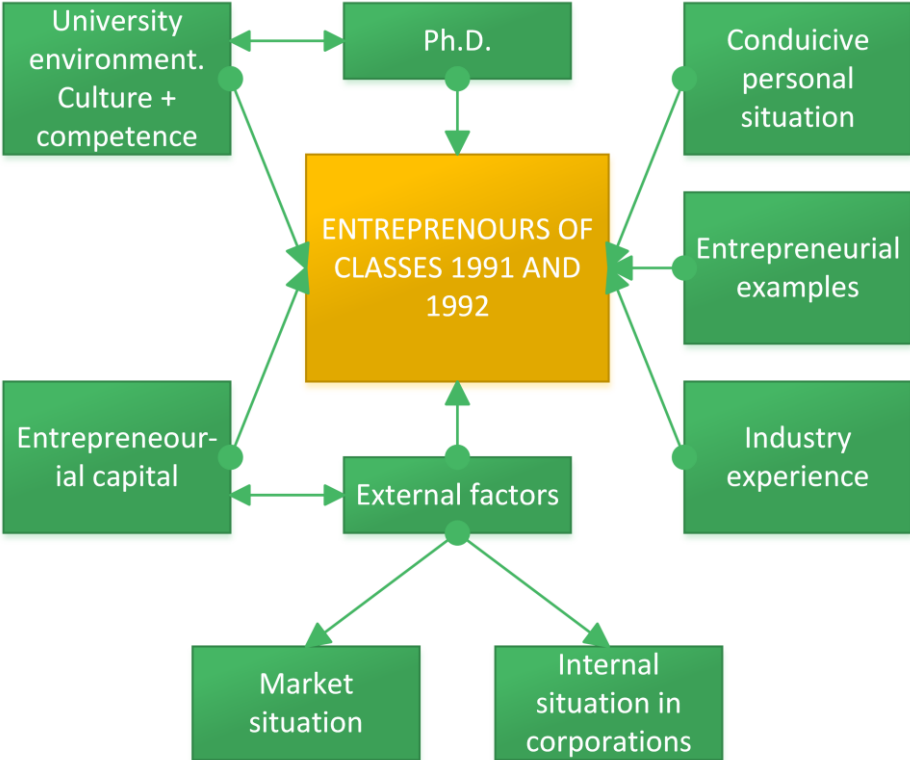 University
environment.
Culture +
competence
Ph.D.
Conduicive
personal
situation
ENTREPRENOURS OF
CLASSES 1991 AND
1992
Entrepreneurial
examples
Entrepreneour-
ial capital
External factors
Industry
experience
Market
situation
Internal
situation in
corporations